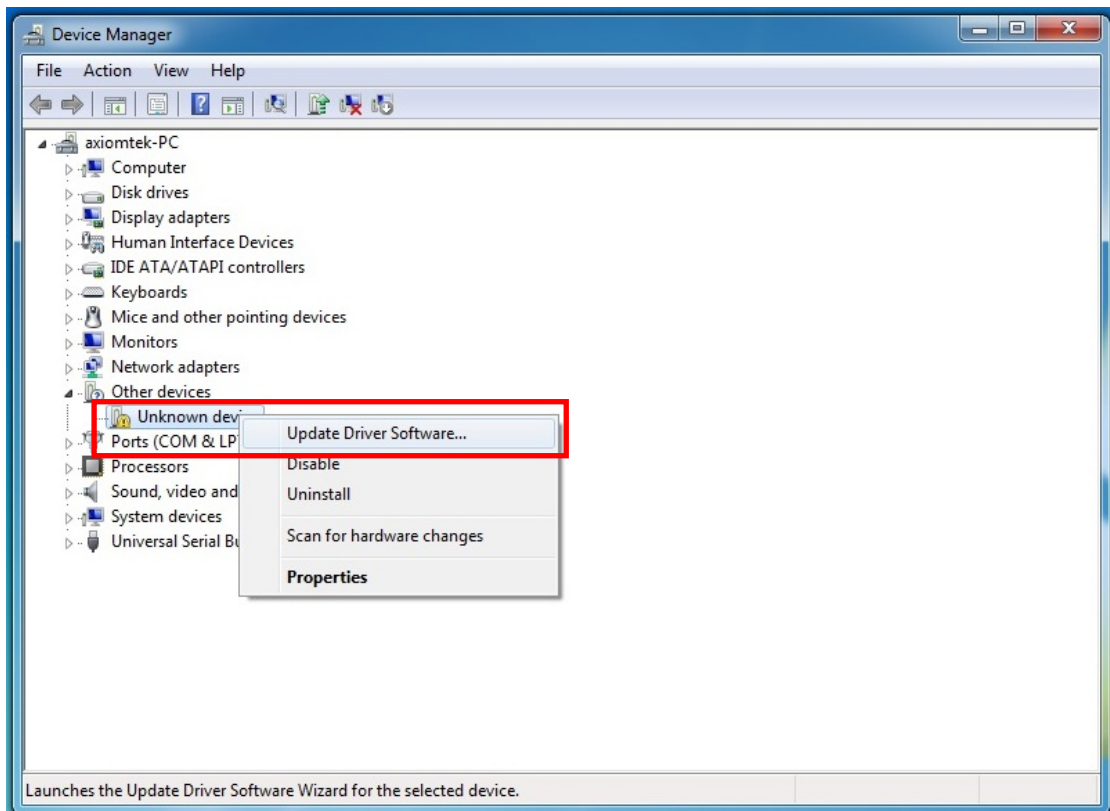 Device Manager
File Action View Help
axiomtek-PC
Computer
Disk drives
Display adapters
Human Interface Devices
IDE ATA/ATAPI controllers
Keyboards
Mice and other pointing devices
Monitors
Network adapters
Other devices
Unknown devi
Update Driver Software...
Ports (COM & LP
Disable
Processors
Sound, video and
Uninstall
System devices
Scan for hardware changes
Universal Serial Bu
Properties
Launches the Update Driver Software Wizard for the selected device.